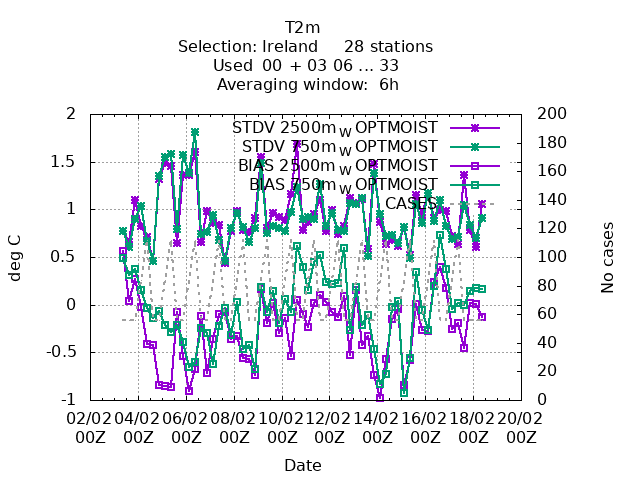 T2m
Selection: Ireland 28 stations
Used 00 + 03 06 ... 33
Averaging window: 6h
STDV 2500m_W OPTMOIST
STDV 750m_W OPTMOIST
BIAS 2500m_W OPTMOIST
BIAS 750m_W OPTMOIST
CASES
deg C
2
1.5
1
0.5
0
-0.5
-1
No cases
200
180
160
140
120
100
80
60
40
20
0
02/02 04/02 06/02 08/02 10/02 12/02 14/02 16/02 18/02 20/02
00Z 00Z 00Z 00Z 00Z 00Z 00Z 00Z 00Z 00Z
Date